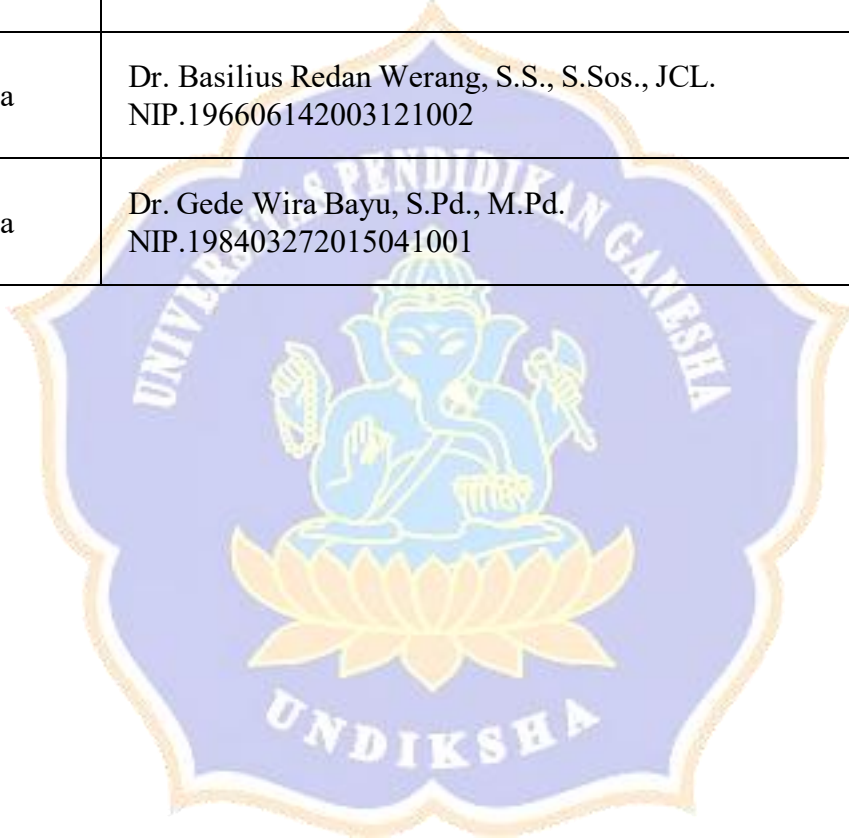 a
Dr. Basilius Redan Werang, S.S., S.Sos., JCL.
NIP.196606142003121002
a
Dr. Gede Wira Bayu, S.Pd., M.Pd.
NIP.198403272015041001
UNIVERSITAS PENDIDIKAN GANESHA
UNDIKSHA